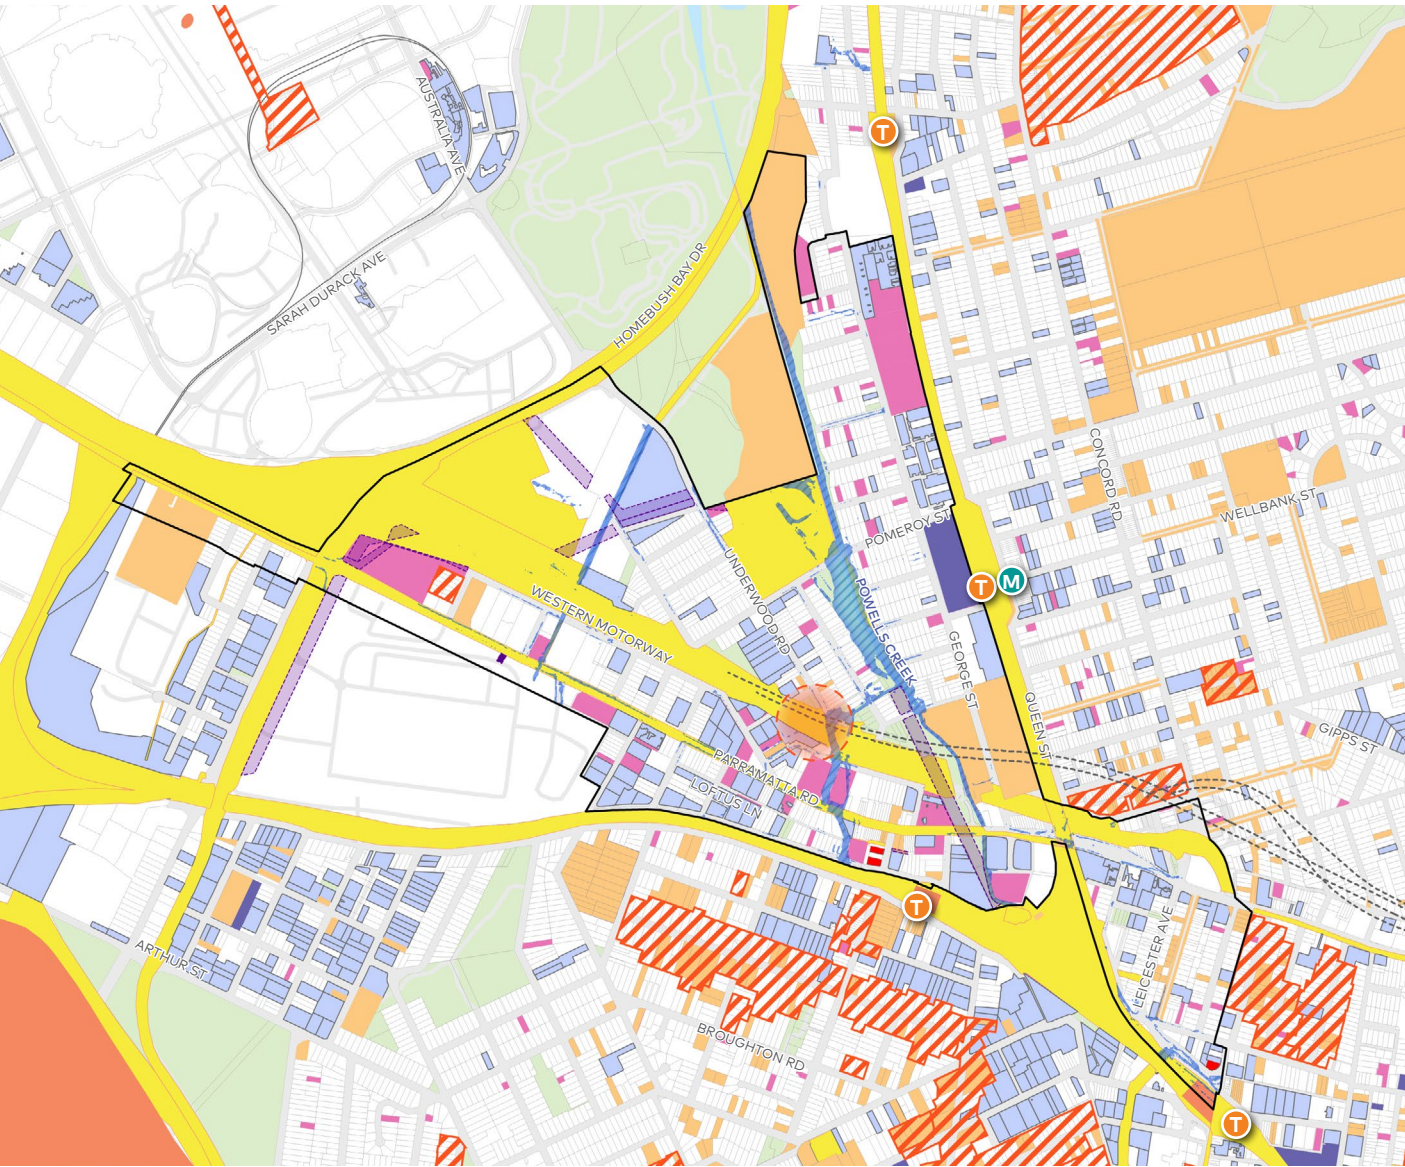 AUSTRALIA AVE
T
SARAH DURACK AVE
HOMEBUSH BAY DR
CONCORD RD
WELLBANK ST
POMEROY ST
UNDERWOOD RD
POWELLS CREEK
T
M
WESTERN MOTORWAY
GEORGE ST
QUEEN ST
GIPPS ST
PARRAMATTA RD
LOFTUS LN
T
ARTHUR ST
LEICESTER AVE
BROUGHTON RD
T